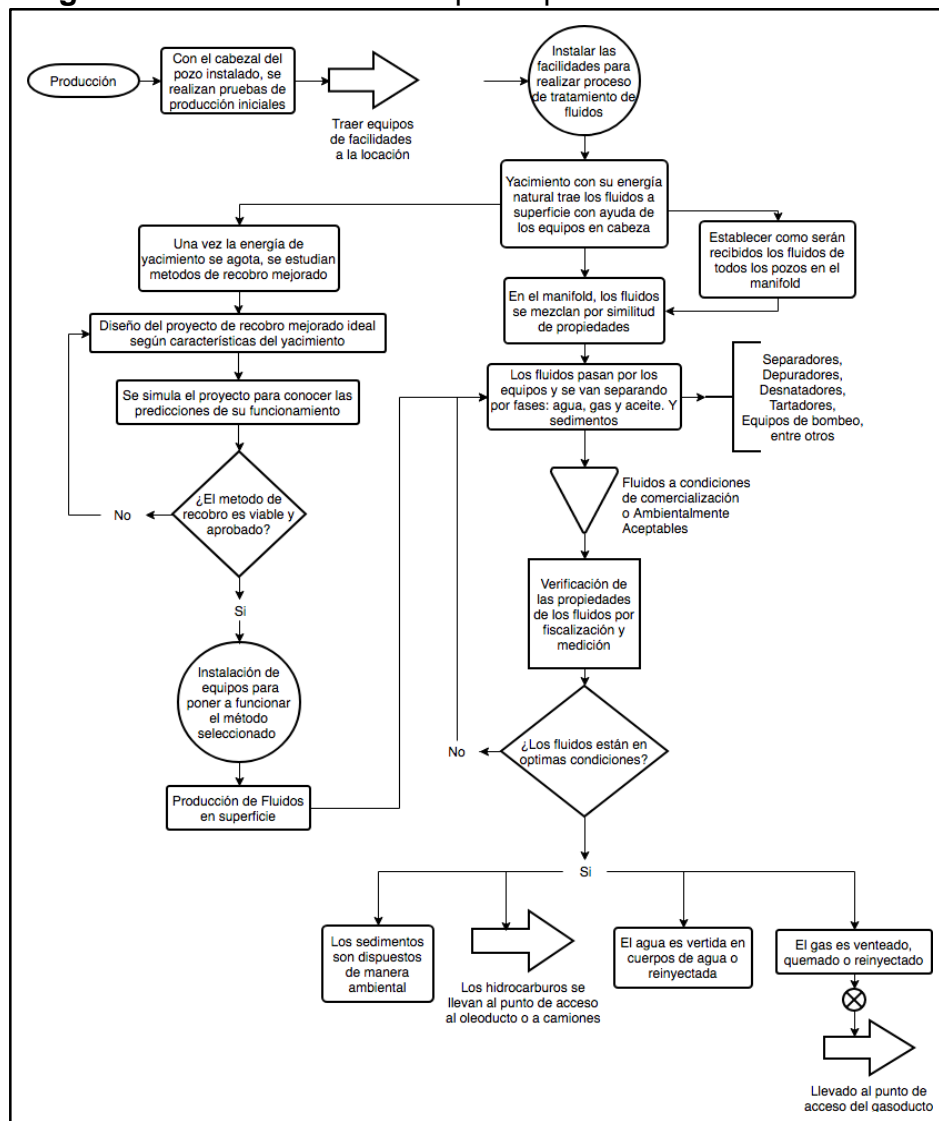 Producción
Con el cabezal del
pozo instalado, se
realizan pruebas de
producción iniciales
Traer equipos
de facilidades
a la locación
Instalar las
facilidades para
realizar proceso
de tratamiento de
fluidos
Yacimiento con su energía
natural trae los fluidos a
superficie con ayuda de
los equipos en cabeza
Una vez la energía de
yacimiento se agota, se estudian
metodos de recobro mejorado
Establecer como serán
recibidos los fluidos de
todos los pozos en el
manifold
En el manifold, los fluidos
se mezclan por similitud de
propiedades
Diseño del proyecto de recobro mejorado ideal
según características del yacimiento
Se simula el proyecto para conocer las
predicciones de su funcionamiento
Los fluidos pasan por los
equipos y se van separando
por fases: agua, gas y aceite. Y
sedimentos
Separadores,
Depuradores,
Desnatadores,
Tartadores,
Equipos de bombeo,
entre otros
¿El metodo de
recobro es viable y
aprobado?
No
Si
Fluidos a condiciones
de comercialización
o Ambientalmente
Aceptables
Verificación de
las propiedades
de los fluidos por
fiscalización y
medición
Instalación de
equipos para
poner a funcionar
el método
seleccionado
Producción de Fluidos
en superficie
¿Los fluidos están en
optimas condiciones?
No
Si
Los sedimentos
son dispuestos
de manera
ambiental
Los hidrocarburos se
llevan al punto de acceso
al oleoducto o a camiones
El agua es vertida en
cuerpos de agua o
reinyectada
El gas es venteado,
quemado o reinyectado
Llevado al punto de
acceso del gasoducto